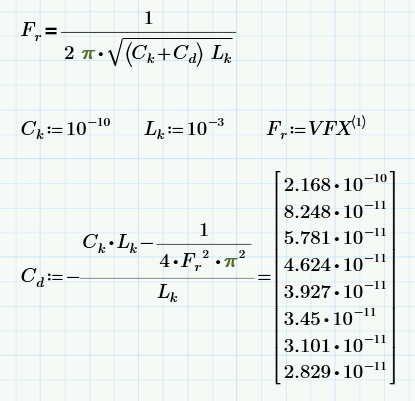 F_r = 1 / (2 π·√((C_k+C_d) L_k))
C_k:=10^−10 L_k:=10^−3 F_r:=VFX^⟨1⟩
C_d:=−(C_k·L_k−1/(4·F_r^2·π^2))/L_k = [2.168·10^−10
8.248·10^−11
5.781·10^−11
4.624·10^−11
3.927·10^−11
3.45·10^−11
3.101·10^−11
2.829·10^−11]